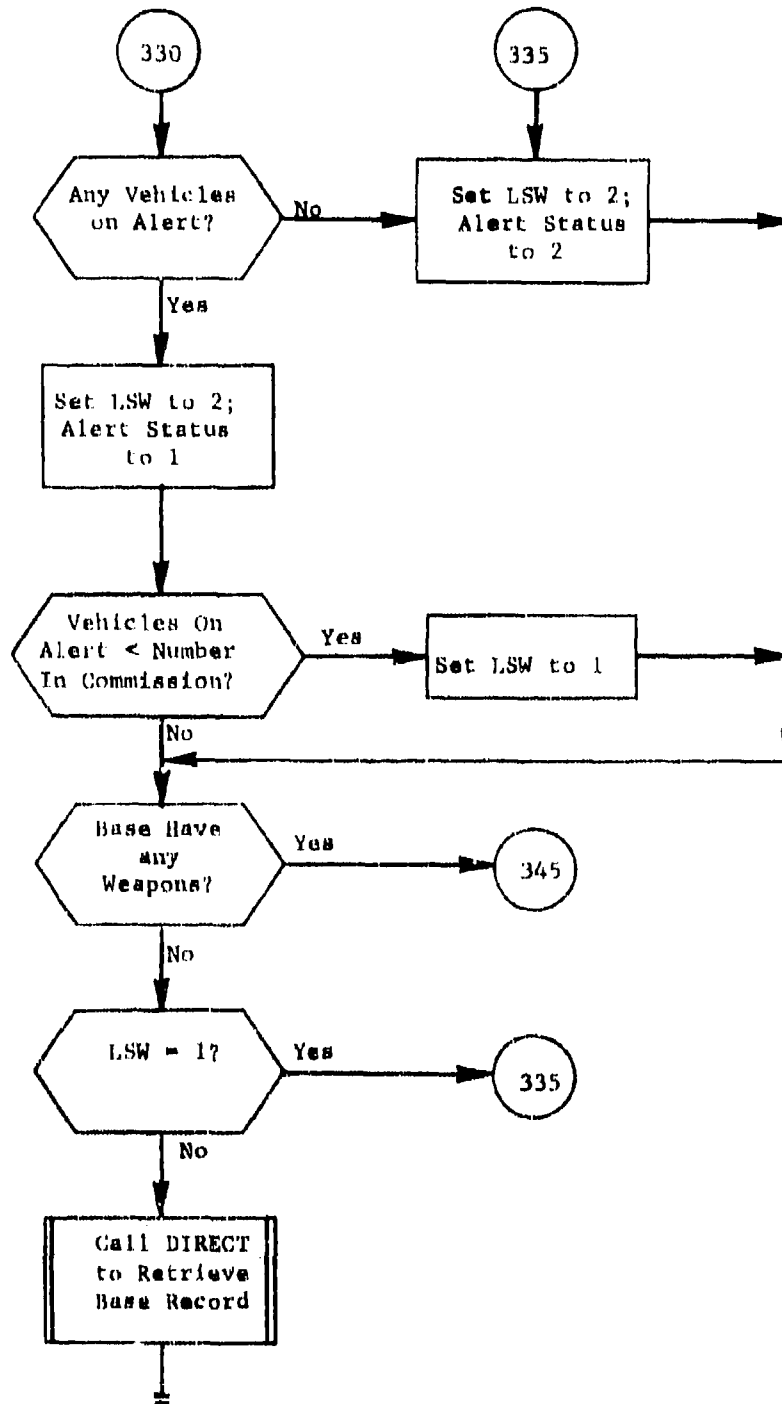 330
335
Any Vehicles
on Alert?
No
Set LSW to 2;
Alert Status
to 2
Yes
Set LSW to 2;
Alert Status
to 1
Vehicles On
Alert < Number
In Commission?
Yes
Set LSW to 1
No
Base Have
any
Weapons?
Yes
345
No
LSW = 1?
Yes
335
No
Call DIRECT
to Retrieve
Base Record